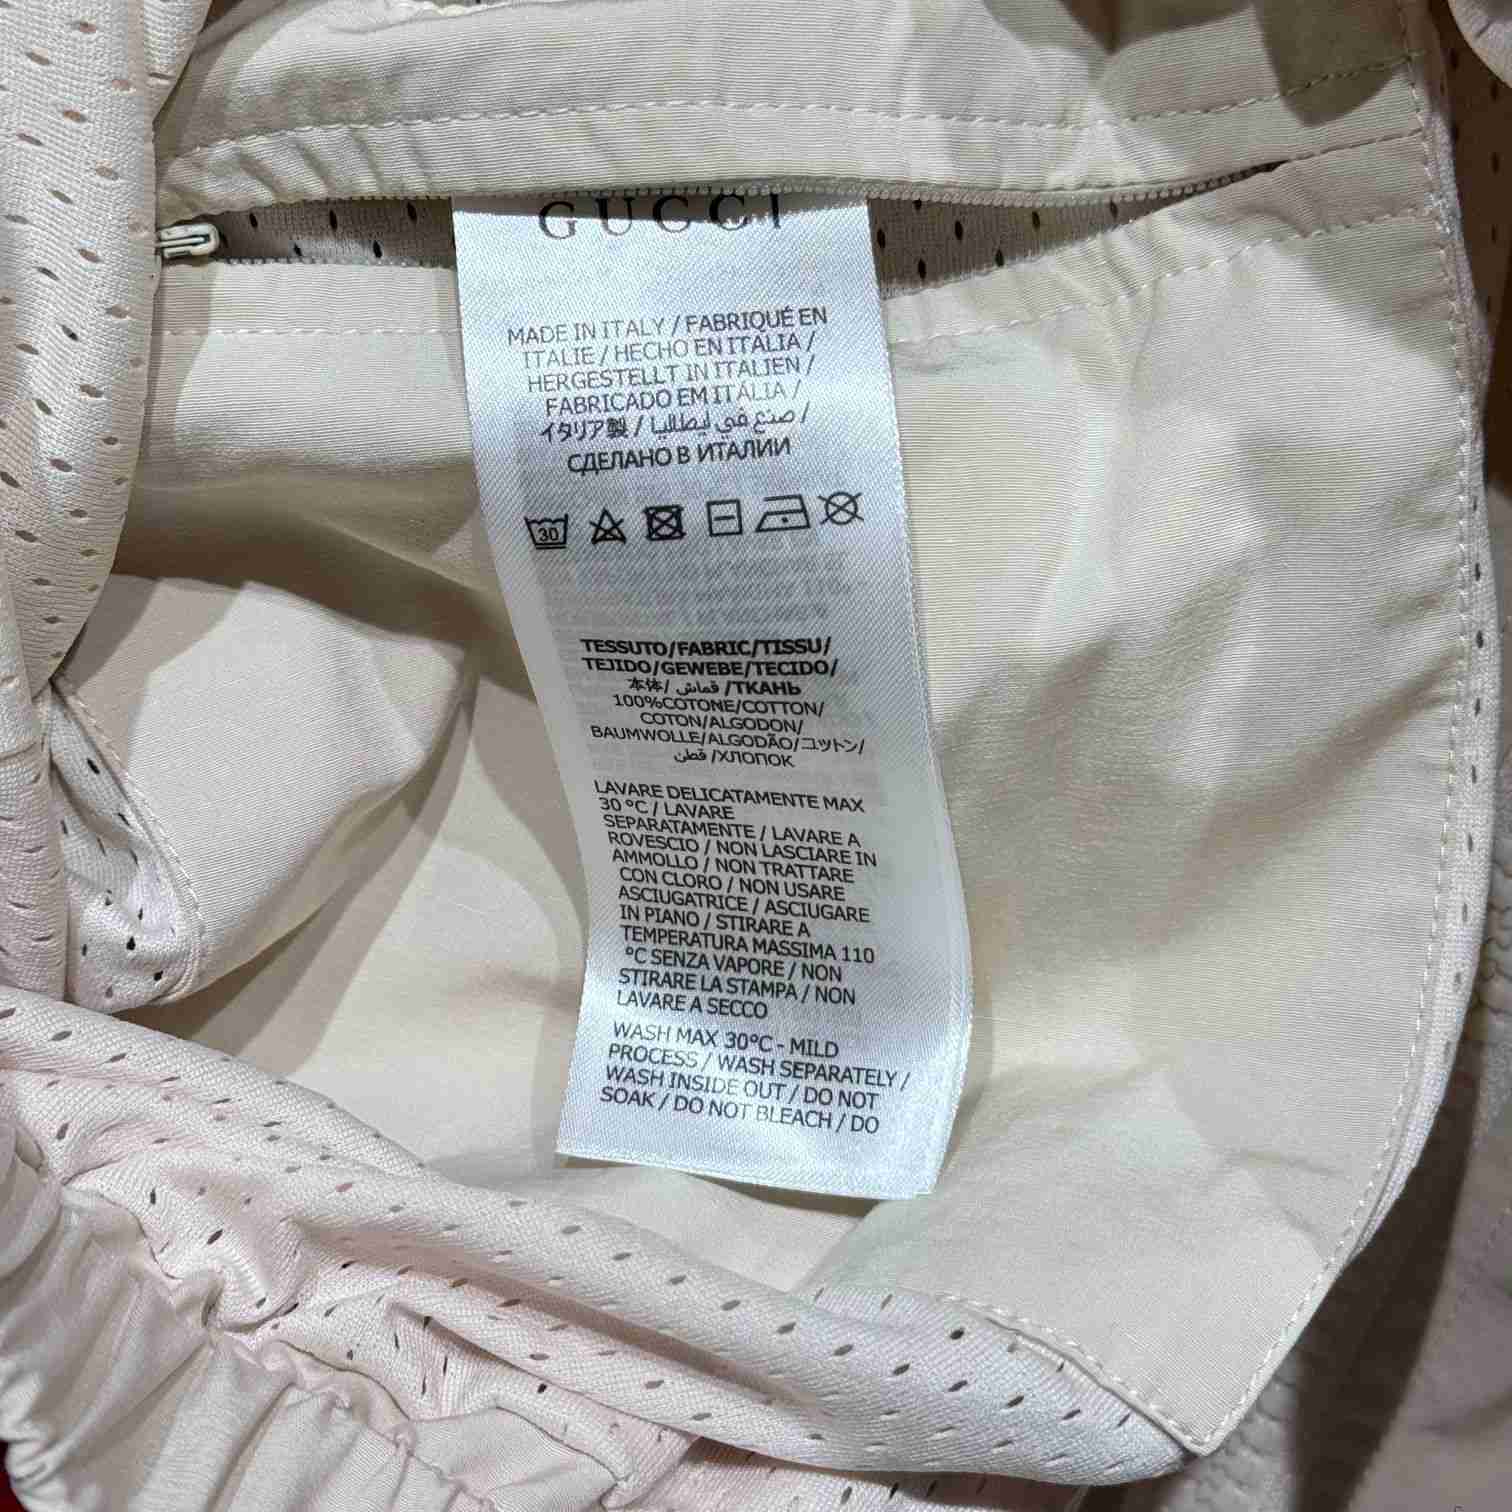 GUCCI
MADE IN ITALY / FABRIQUÉ EN
ITALIE / HECHO EN ITALIA /
HERGESTELLT IN ITALIEN /
FABRICADO EM ITÁLIA /
イタリア製 / صنع في ايطاليا /
СДЕЛАНО В ИТАЛИИ
30
TESSUTO/FABRIC/TISSU/
TEJIDO/GEWEBE/TECIDO/
本体/ قماش /ТКАНЬ
100%COTONE/COTTON/
COTON/ALGODON/
BAUMWOLLE/ALGODÃO/コットン/
قطن /ХЛОПОК
LAVARE DELICATAMENTE MAX
30 °C / LAVARE
SEPARATAMENTE / LAVARE A
ROVESCIO / NON LASCIARE IN
AMMOLLO / NON TRATTARE
CON CLORO / NON USARE
ASCIUGATRICE / ASCIUGARE
IN PIANO / STIRARE A
TEMPERATURA MASSIMA 110
°C SENZA VAPORE / NON
STIRARE LA STAMPA / NON
LAVARE A SECCO
WASH MAX 30°C - MILD
PROCESS / WASH SEPARATELY /
WASH INSIDE OUT / DO NOT
SOAK / DO NOT BLEACH / DO